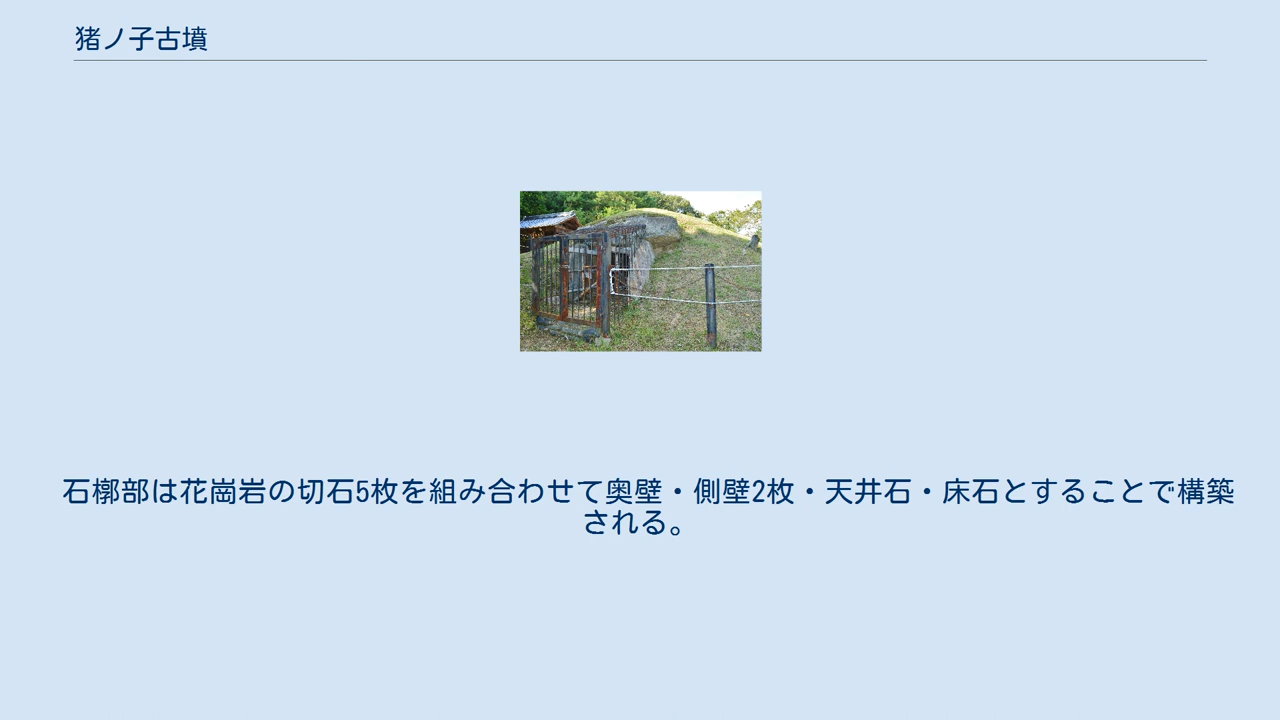 猪ノ子古墳
石槨部は花崗岩の切石5枚を組み合わせて奥壁・側壁2枚・天井石・床石とすることで構築
される。